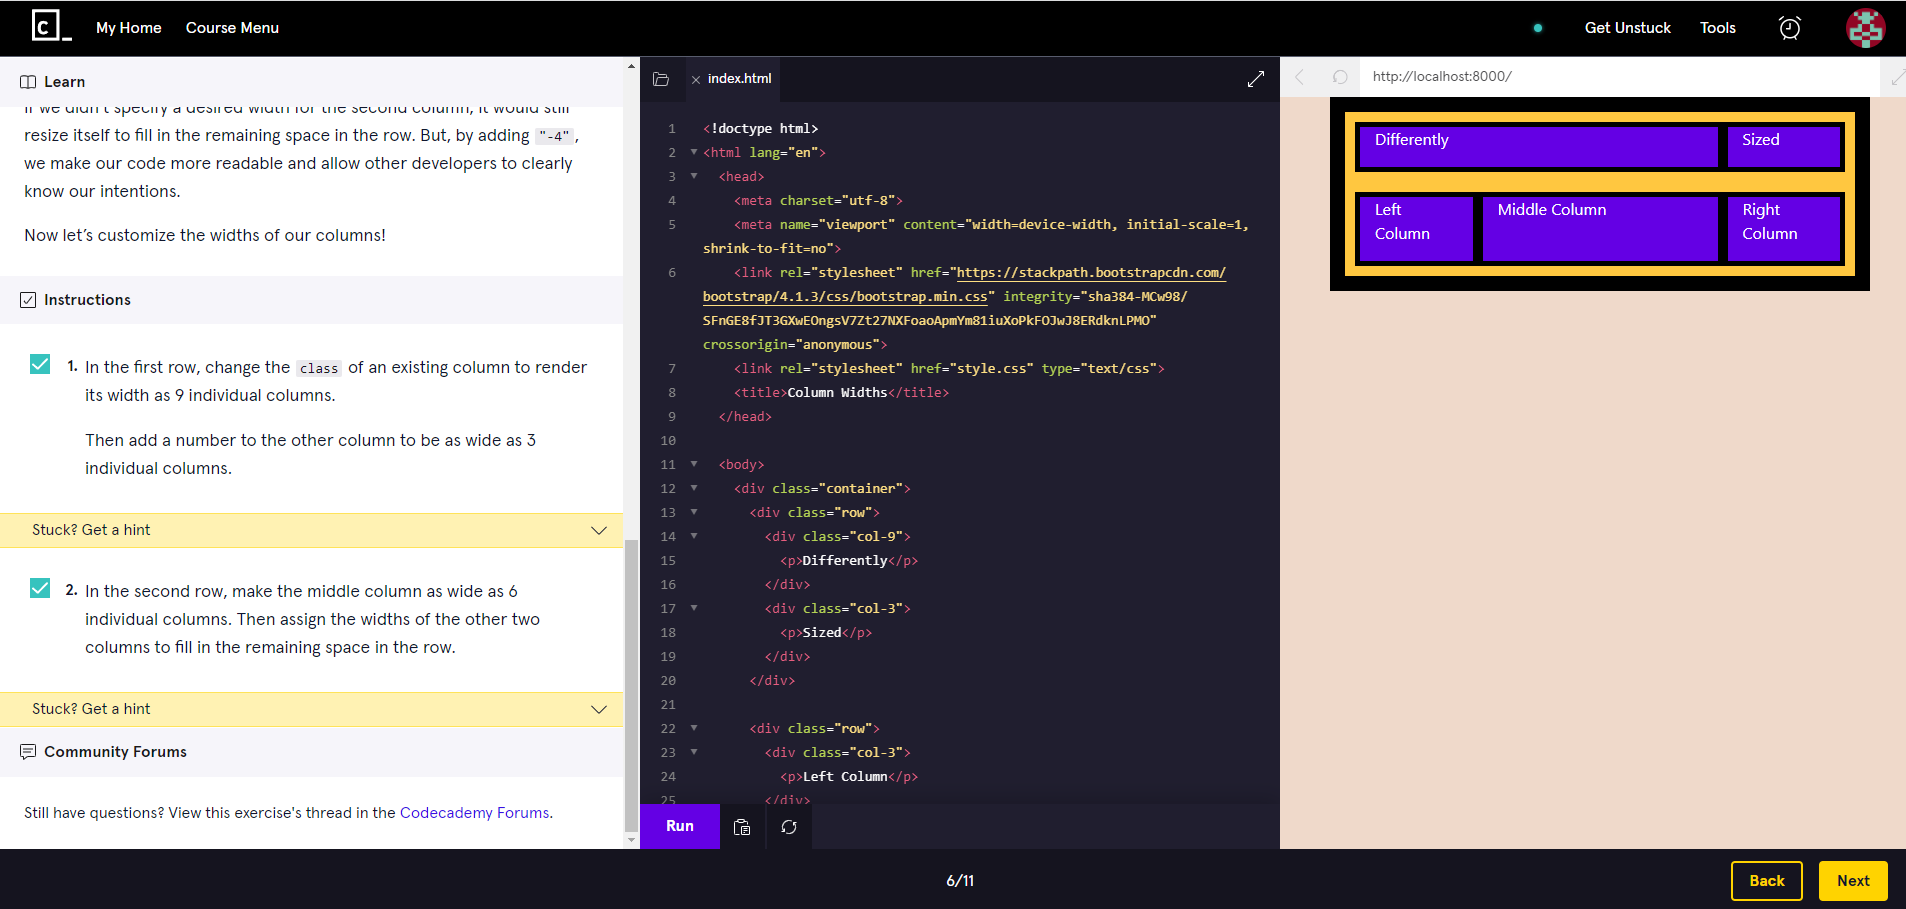 C_
My Home
Course Menu
Get Unstuck
Tools
Learn
If we didn't specify a desired width for the second column, it would still
resize itself to fill in the remaining space in the row. But, by adding "-4",
we make our code more readable and allow other developers to clearly
know our intentions.
Now let's customize the widths of our columns!
Instructions
1. In the first row, change the class of an existing column to render
its width as 9 individual columns.
Then add a number to the other column to be as wide as 3
individual columns.
Stuck? Get a hint
2. In the second row, make the middle column as wide as 6
individual columns. Then assign the widths of the other two
columns to fill in the remaining space in the row.
Stuck? Get a hint
Community Forums
Still have questions? View this exercise's thread in the Codecademy Forums.
index.html
1 <!doctype html>
2 <html lang="en">
3 <head>
4 <meta charset="utf-8">
5 <meta name="viewport" content="width=device-width, initial-scale=1,
shrink-to-fit=no">
6 <link rel="stylesheet" href="https://stackpath.bootstrapcdn.com/
bootstrap/4.1.3/css/bootstrap.min.css" integrity="sha384-MCw98/
SFnGE8fJT3GXwEOngsV7Zt27NXFoaoApmYm81iuXoPkFOJwJ8ERdknLPMO"
crossorigin="anonymous">
7 <link rel="stylesheet" href="style.css" type="text/css">
8 <title>Column Widths</title>
9 </head>
10
11 <body>
12 <div class="container">
13 <div class="row">
14 <div class="col-9">
15 <p>Differently</p>
16 </div>
17 <div class="col-3">
18 <p>Sized</p>
19 </div>
20 </div>
21
22 <div class="row">
23 <div class="col-3">
24 <p>Left Column</p>
25 </div>
Run
http://localhost:8000/
Differently
Sized
Left
Column
Middle Column
Right
Column
6/11
Back
Next